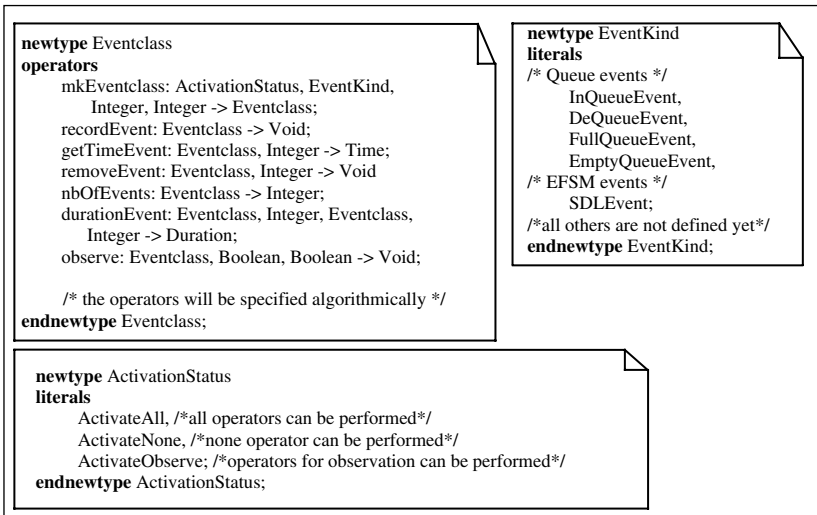 newtype Eventclass
operators
mkEventclass: ActivationStatus, EventKind,
Integer, Integer -> Eventclass;
recordEvent: Eventclass -> Void;
getTimeEvent: Eventclass, Integer -> Time;
removeEvent: Eventclass, Integer -> Void
nbOfEvents: Eventclass -> Integer;
durationEvent: Eventclass, Integer, Eventclass,
Integer -> Duration;
observe: Eventclass, Boolean, Boolean -> Void;
/* the operators will be specified algorithmically */
endnewtype Eventclass;
newtype EventKind
literals
/* Queue events */
InQueueEvent,
DeQueueEvent,
FullQueueEvent,
EmptyQueueEvent,
/* EFSM events */
SDLEvent;
/*all others are not defined yet*/
endnewtype EventKind;
newtype ActivationStatus
literals
ActivateAll, /*all operators can be performed*/
ActivateNone, /*none operator can be performed*/
ActivateObserve; /*operators for observation can be performed*/
endnewtype ActivationStatus;